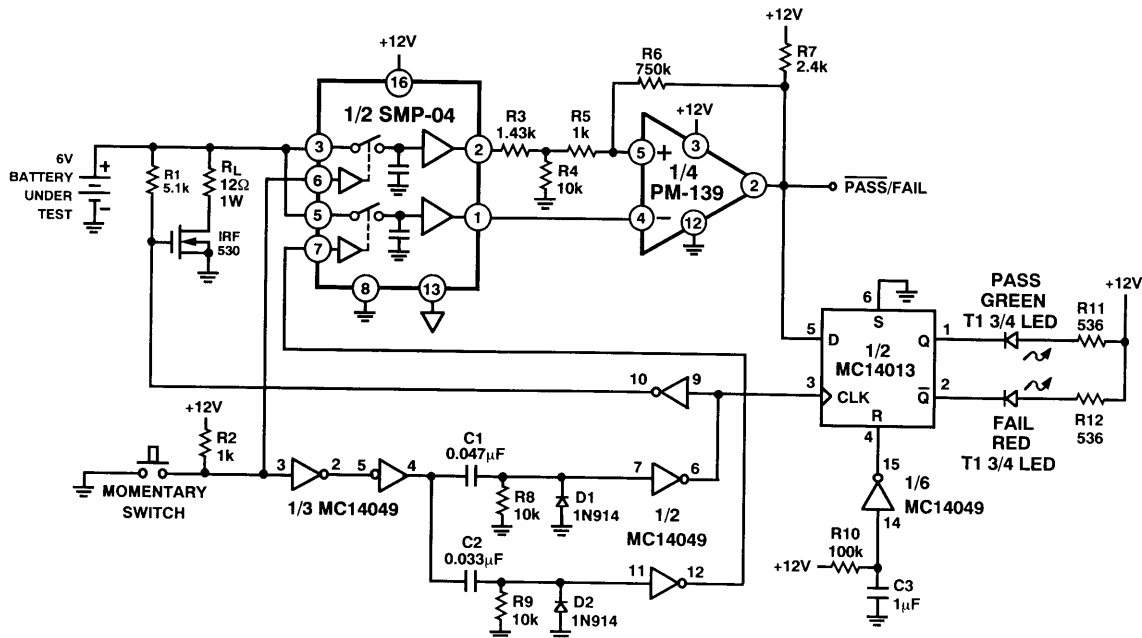 +12V
R7
2.4k
+12V
R6
750k
16
1/2 SMP-04
R3
1.43k
R5
1k
+12V
3
3
2
5
+
6V
BATTERY
UNDER
TEST
+
−
R1
5.1k
RL
12Ω
1W
6
R4
10k
1/4
PM-139
2
PASS/FAIL
5
1
4
−
12
IRF
530
7
8
13
6
S
PASS
GREEN
T1 3/4 LED
+12V
R11
536
5
D
Q
1
1/2
MC14013
10
9
3
CLK
Q
2
R
4
FAIL
RED
T1 3/4 LED
R12
536
+12V
R2
1k
C1
0.047µF
3
2
5
4
7
6
MOMENTARY
SWITCH
1/3 MC14049
R8
10k
D1
1N914
1/2
MC14049
15
1/6
MC14049
14
C2
0.033µF
R10
100k
+12V
11
12
R9
10k
D2
1N914
C3
1µF